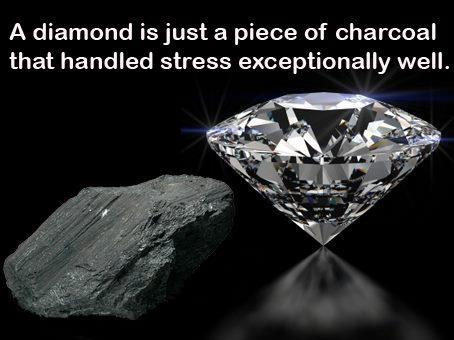 A diamond is just a piece of charcoal
that handled stress exceptionally well.